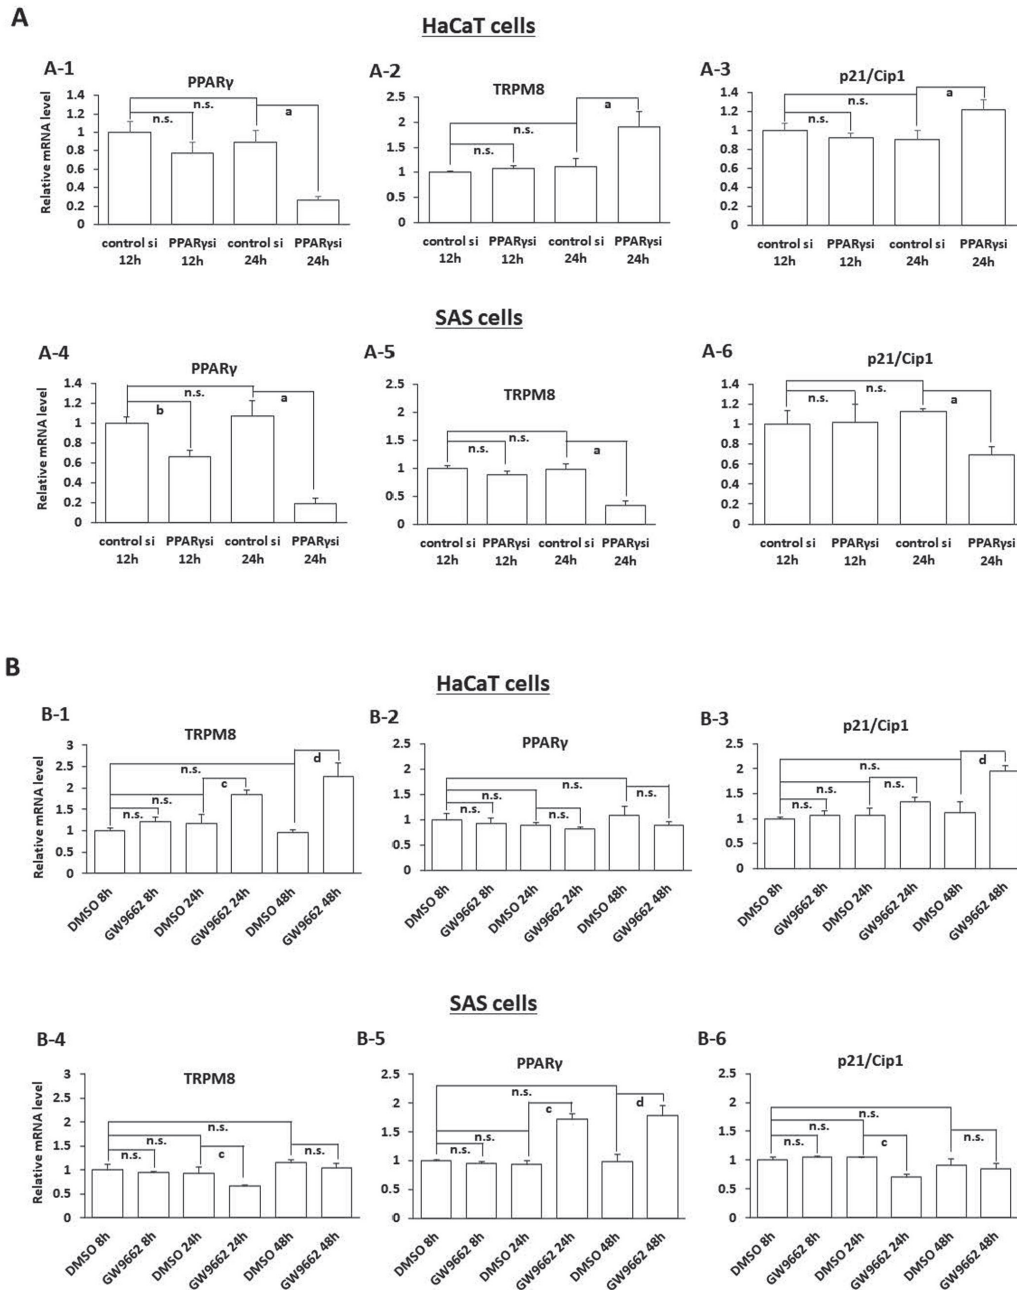 A
HaCaT cells
A-1
PPARγ
Relative mRNA level
1.4
1.2
1
0.8
0.6
0.4
0.2
0
n.s.
n.s.
a
control si PPARγsi control si PPARγsi
12h 12h 24h 24h
A-2
TRPM8
2.5
2
1.5
1
0.5
0
n.s.
n.s.
a
control si PPARγsi control si PPARγsi
12h 12h 24h 24h
A-3
p21/Cip1
1.4
1.2
1
0.8
0.6
0.4
0.2
0
n.s.
n.s.
a
control si PPARγsi control si PPARγsi
12h 12h 24h 24h
SAS cells
A-4
PPARγ
Relative mRNA level
1.4
1.2
1
0.8
0.6
0.4
0.2
0
n.s.
b
a
control si PPARγsi control si PPARγsi
12h 12h 24h 24h
A-5
TRPM8
2.5
2
1.5
1
0.5
0
n.s.
n.s.
a
control si PPARγsi control si PPARγsi
12h 12h 24h 24h
A-6
p21/Cip1
1.4
1.2
1
0.8
0.6
0.4
0.2
0
n.s.
n.s.
a
control si PPARγsi control si PPARγsi
12h 12h 24h 24h
B
HaCaT cells
B-1
TRPM8
Relative mRNA level
3
2.5
2
1.5
1
0.5
0
d
n.s.
c
n.s.
n.s.
DMSO 8h
GW9662 8h
DMSO 24h
GW9662 24h
DMSO 48h
GW9662 48h
B-2
PPARγ
2.5
2
1.5
1
0.5
0
n.s.
n.s.
n.s.
n.s.
n.s.
DMSO 8h
GW9662 8h
DMSO 24h
GW9662 24h
DMSO 48h
GW9662 48h
B-3
p21/Cip1
2.5
2
1.5
1
0.5
0
d
n.s.
n.s.
n.s.
n.s.
DMSO 8h
GW9662 8h
DMSO 24h
GW9662 24h
DMSO 48h
GW9662 48h
SAS cells
B-4
TRPM8
Relative mRNA level
3
2.5
2
1.5
1
0.5
0
n.s.
n.s.
n.s.
c
n.s.
DMSO 8h
GW9662 8h
DMSO 24h
GW9662 24h
DMSO 48h
GW9662 48h
B-5
PPARγ
2.5
2
1.5
1
0.5
0
n.s.
d
c
n.s.
n.s.
DMSO 8h
GW9662 8h
DMSO 24h
GW9662 24h
DMSO 48h
GW9662 48h
B-6
p21/Cip1
2.5
2
1.5
1
0.5
0
n.s.
n.s.
n.s.
c
n.s.
DMSO 8h
GW9662 8h
DMSO 24h
GW9662 24h
DMSO 48h
GW9662 48h